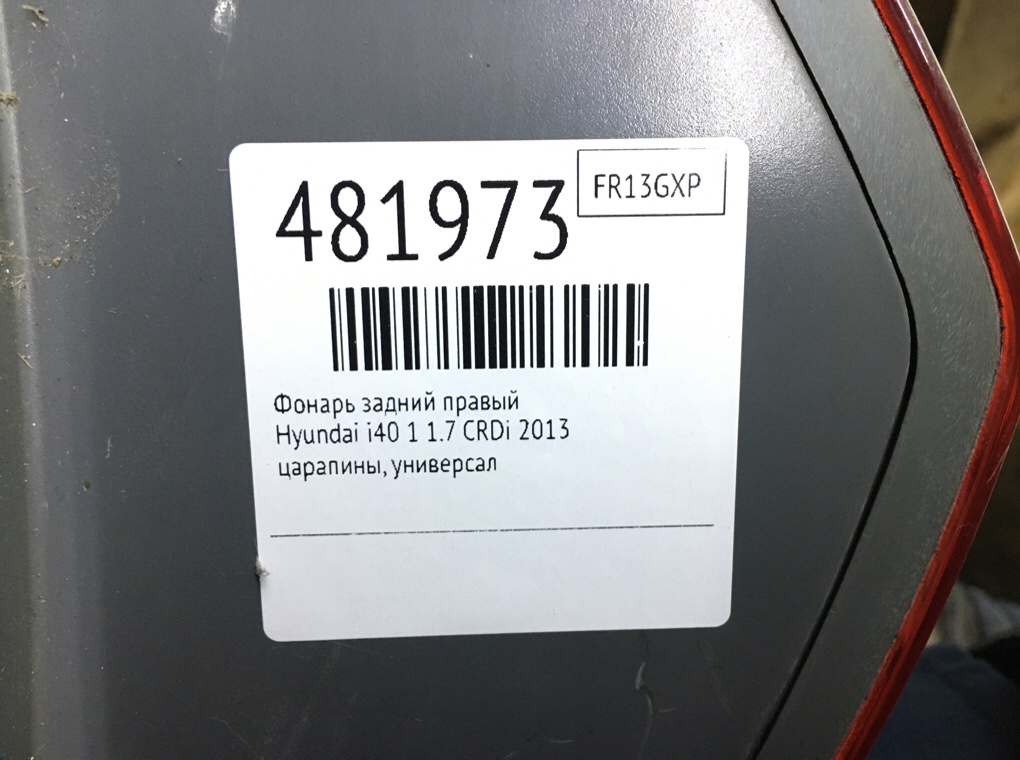 481973
FR13GXP
Фонарь задний правый
Hyundai i40 1 1.7 CRDi 2013
царапины, универсал